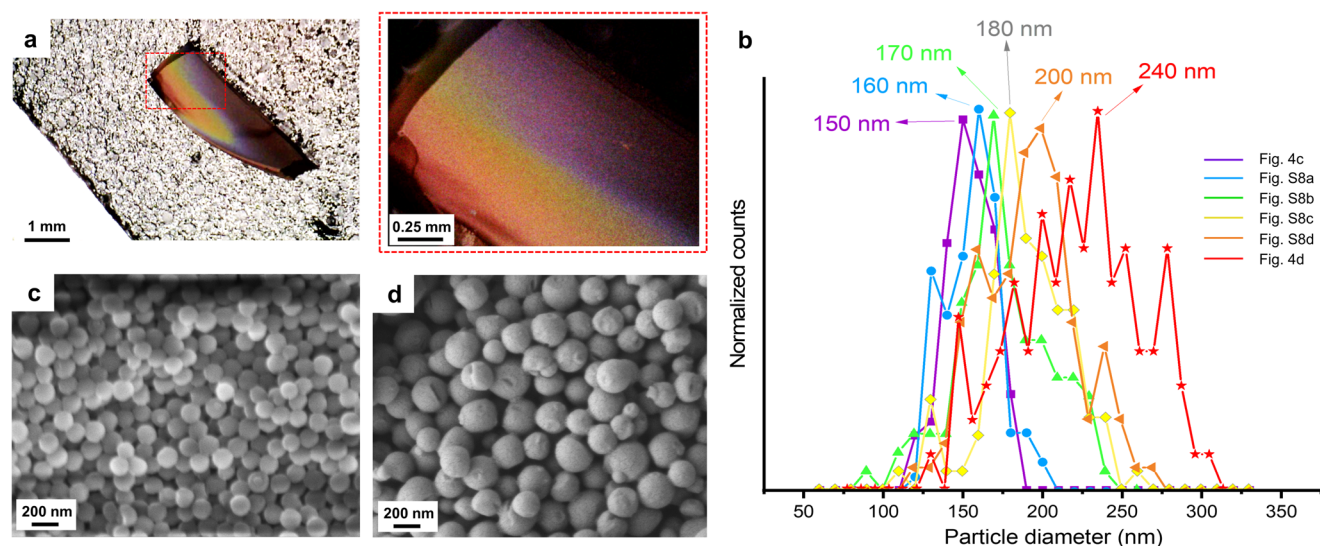 a
1 mm
0.25 mm
b
180 nm
170 nm
160 nm
150 nm
200 nm
240 nm
Normalized counts
Fig. 4c
Fig. S8a
Fig. S8b
Fig. S8c
Fig. S8d
Fig. 4d
50
100
150
200
250
300
350
Particle diameter (nm)
c
200 nm
d
200 nm